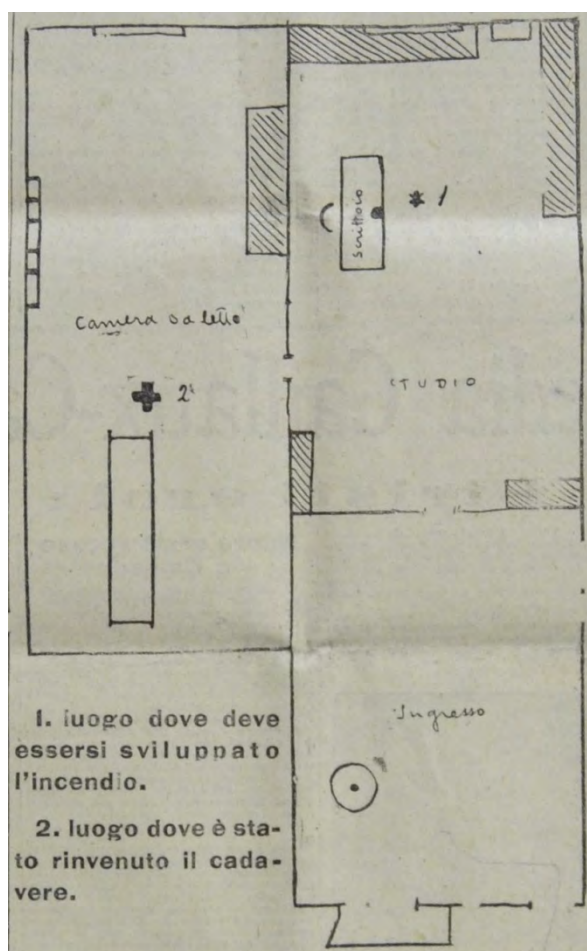 1
scrittoio
Camera da letto
2
STUDIO
Ingresso
1. luogo dove deve
essersi sviluppato
l'incendio.
2. luogo dove è sta-
to rinvenuto il cada-
vere.